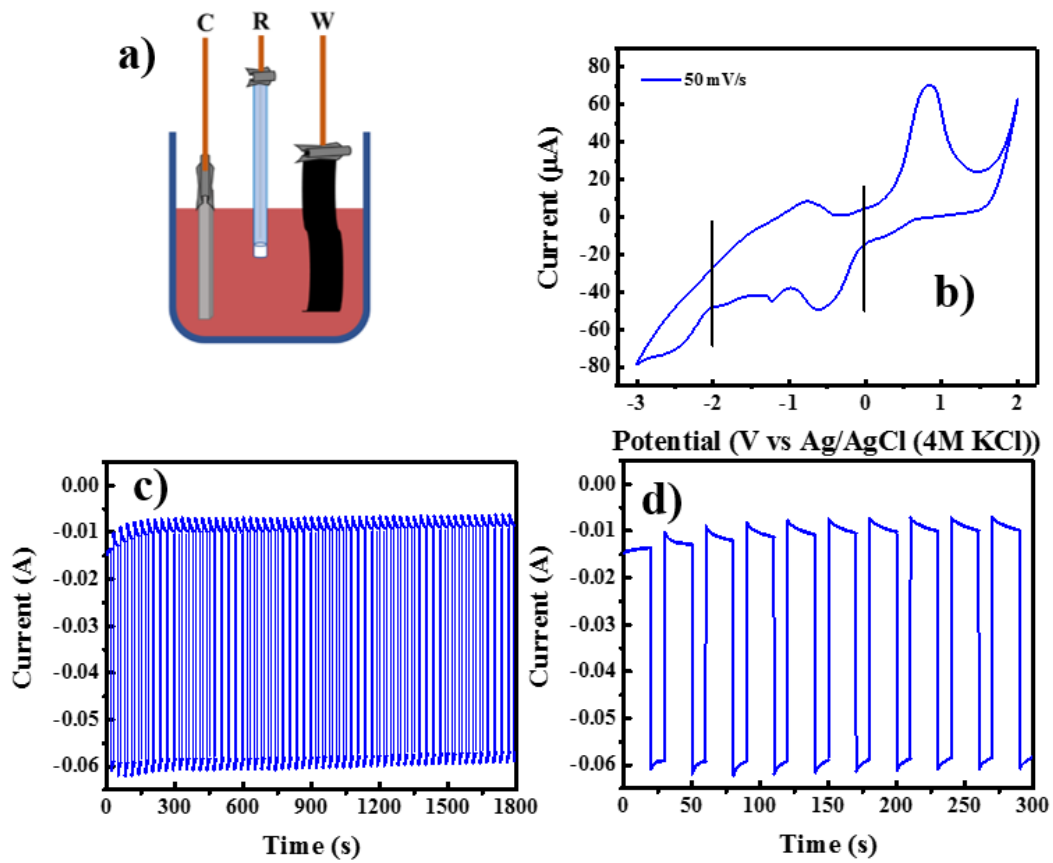 C R W
a)
50 mV/s
80
60
40
20
0
-20
-40
-60
-80
Current (µA)
b)
-3 -2 -1 0 1 2
Potential (V vs Ag/AgCl (4M KCl))
c)
0.00
-0.01
-0.02
-0.03
-0.04
-0.05
-0.06
Current (A)
0 300 600 900 1200 1500 1800
Time (s)
d)
0.00
-0.01
-0.02
-0.03
-0.04
-0.05
-0.06
Current (A)
0 50 100 150 200 250 300
Time (s)